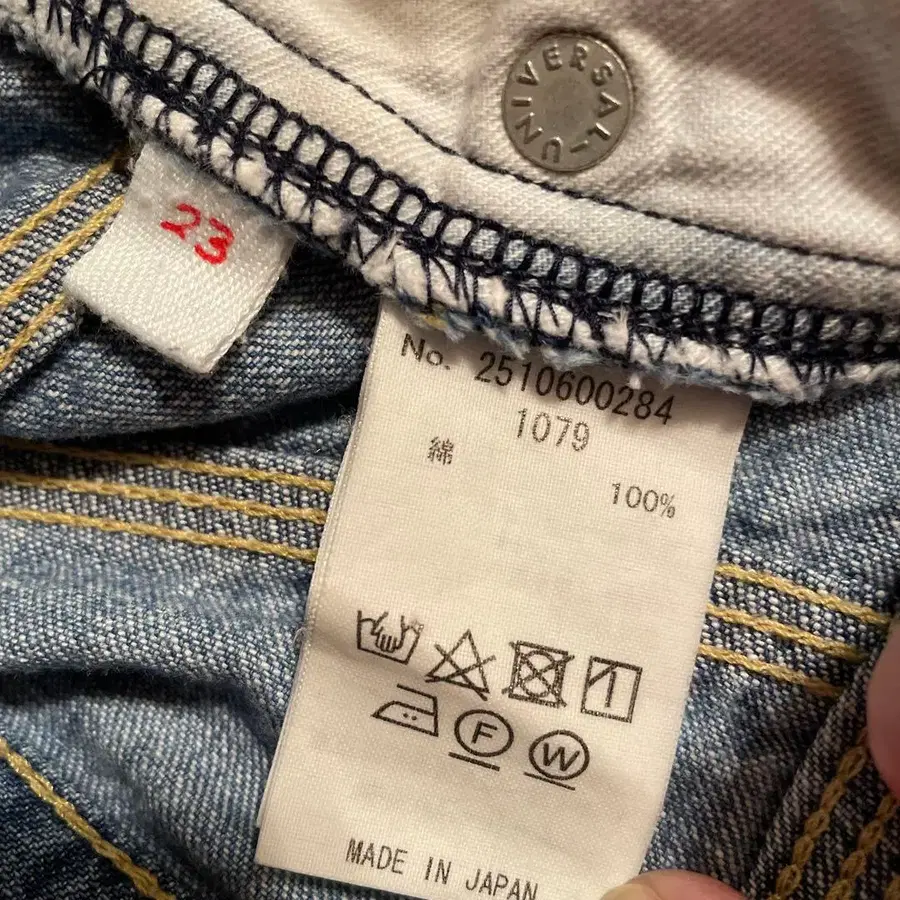 UNIVERSAL
23
No. 2510600284
1079
綿
100%
F
W
MADE IN JAPAN